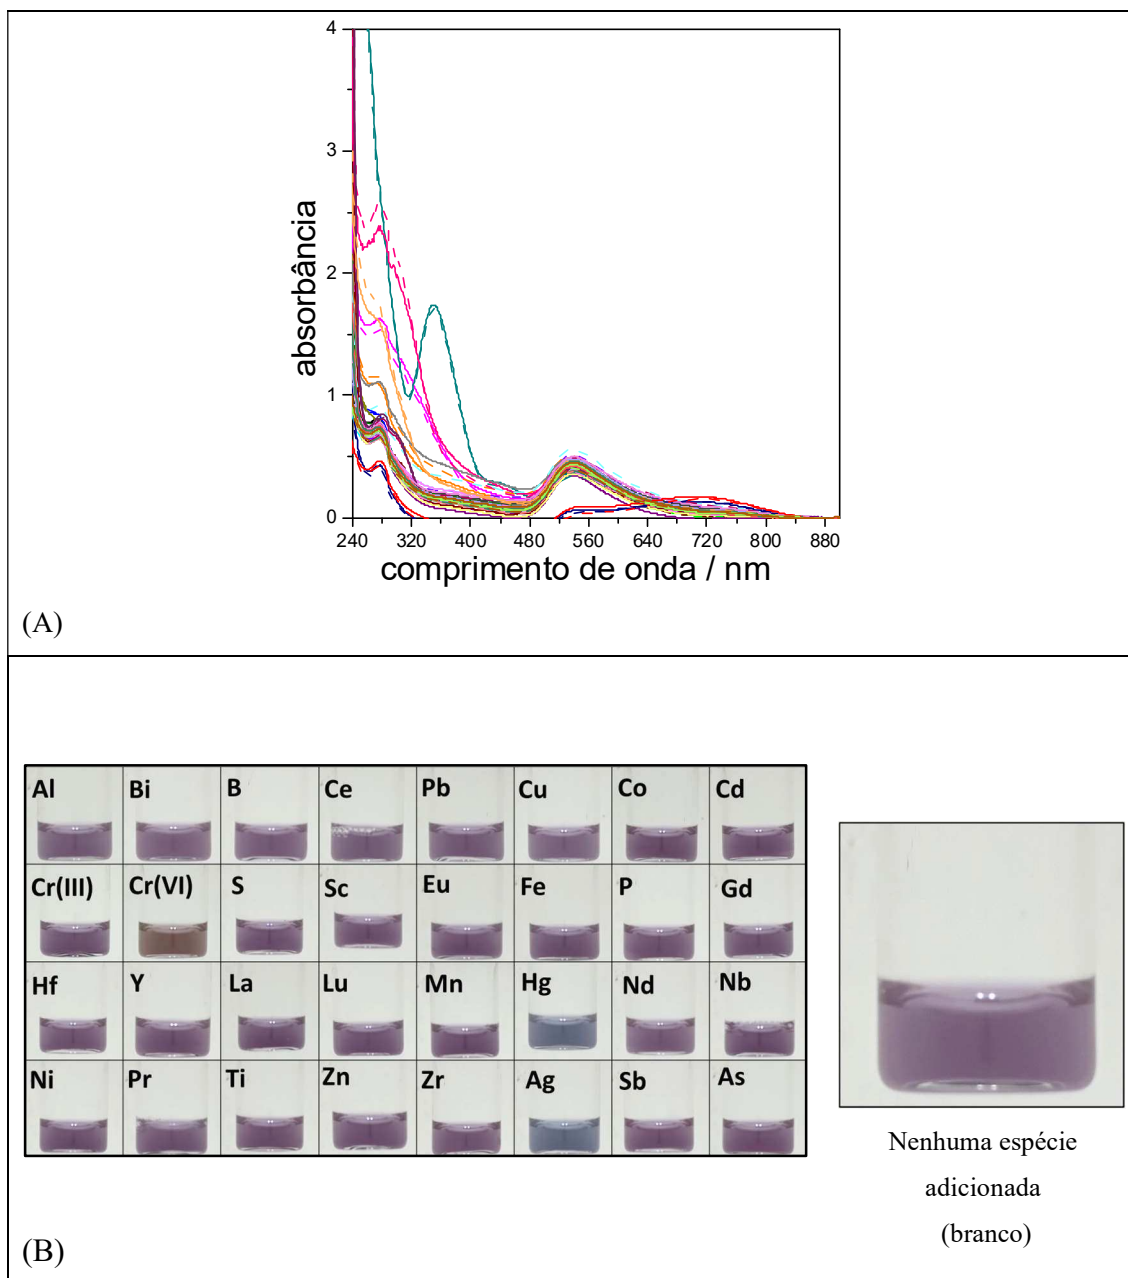 4
3
2
1
0
absorbância
240 320 400 480 560 640 720 800 880
comprimento de onda / nm
(A)
Al Bi B Ce Pb Cu Co Cd
Cr(III) Cr(VI) S Sc Eu Fe P Gd
Hf Y La Lu Mn Hg Nd Nb
Ni Pr Ti Zn Zr Ag Sb As
Nenhuma espécie
adicionada
(branco)
(B)